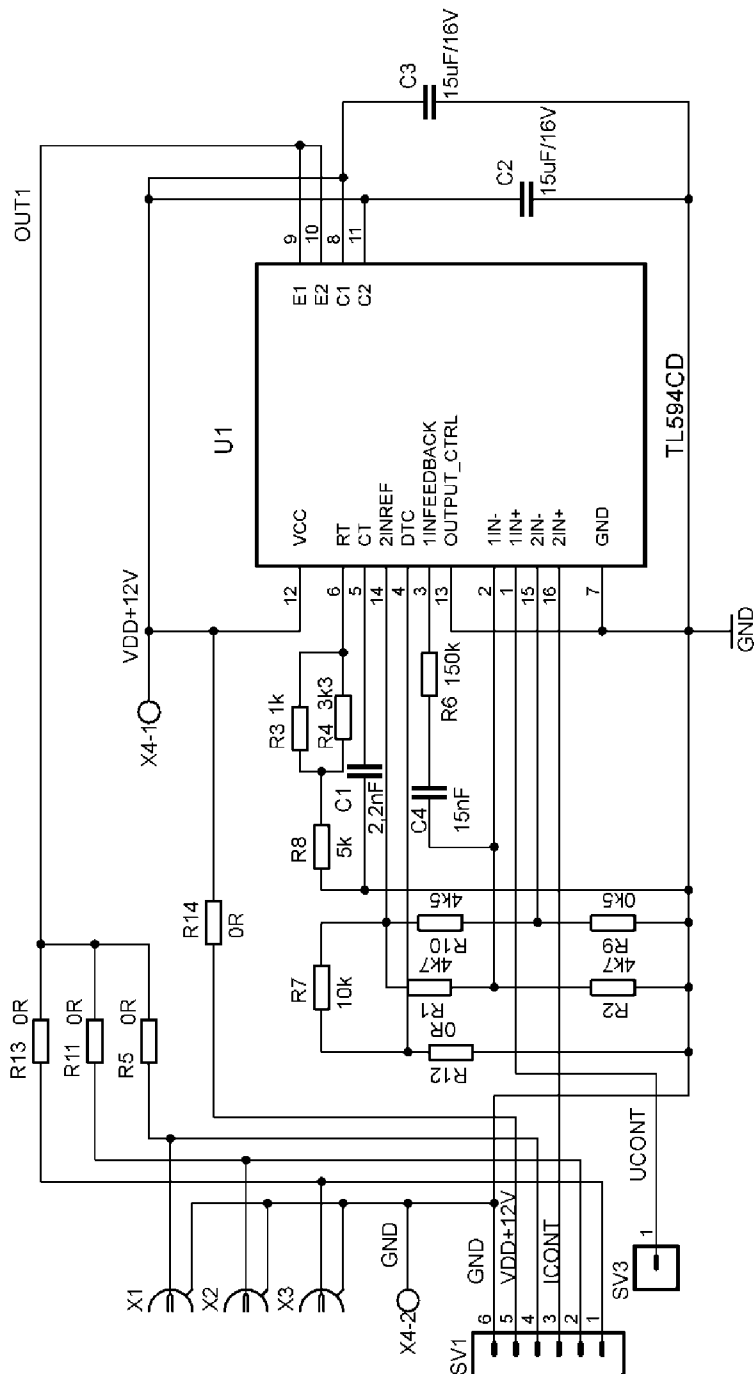 OUT1
VDD+12V
X4-1
U1
TL594CD
VCC
RT
CT
2INREF
DTC
1INFEEDBACK
OUTPUT_CTRL
1IN-
1IN+
2IN-
2IN+
GND
12
6
5
14
4
3
13
2
1
15
16
7
E1
E2
C1
C2
9
10
8
11
C3
15uF/16V
C2
15uF/16V
GND
R3 1k
R4 3k3
R8
5k
C1
2,2nF
R6 150k
C4
15nF
R14
0R
R13 0R
R11 0R
R5 0R
R7
10k
R10
4k5
R9
0k5
R1
4k7
R2
4k7
R12
0R
X1
X2
X3
X4-2
GND
GND
VDD+12V
ICONT
UCONT
SV1
6
5
4
3
2
1
SV3
1